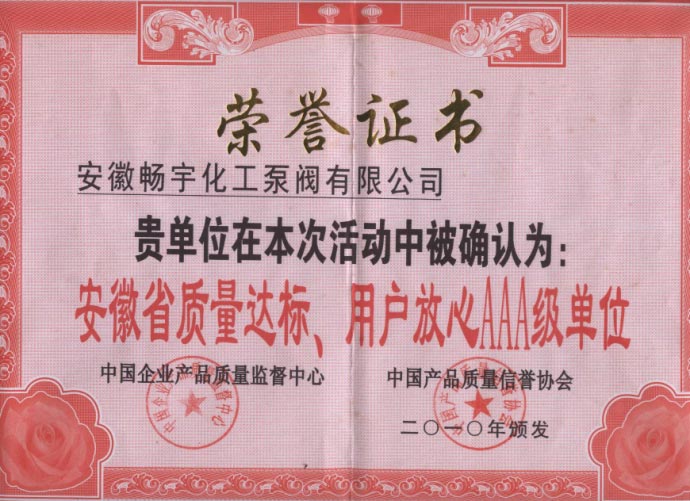 荣誉证书
安徽畅宇化工泵阀有限公司
贵单位在本次活动中被确认为：
安徽省质量达标、用户放心AAA级单位
中国企业产品质量监督中心
中国产品质量信誉协会
二〇一〇年颁发